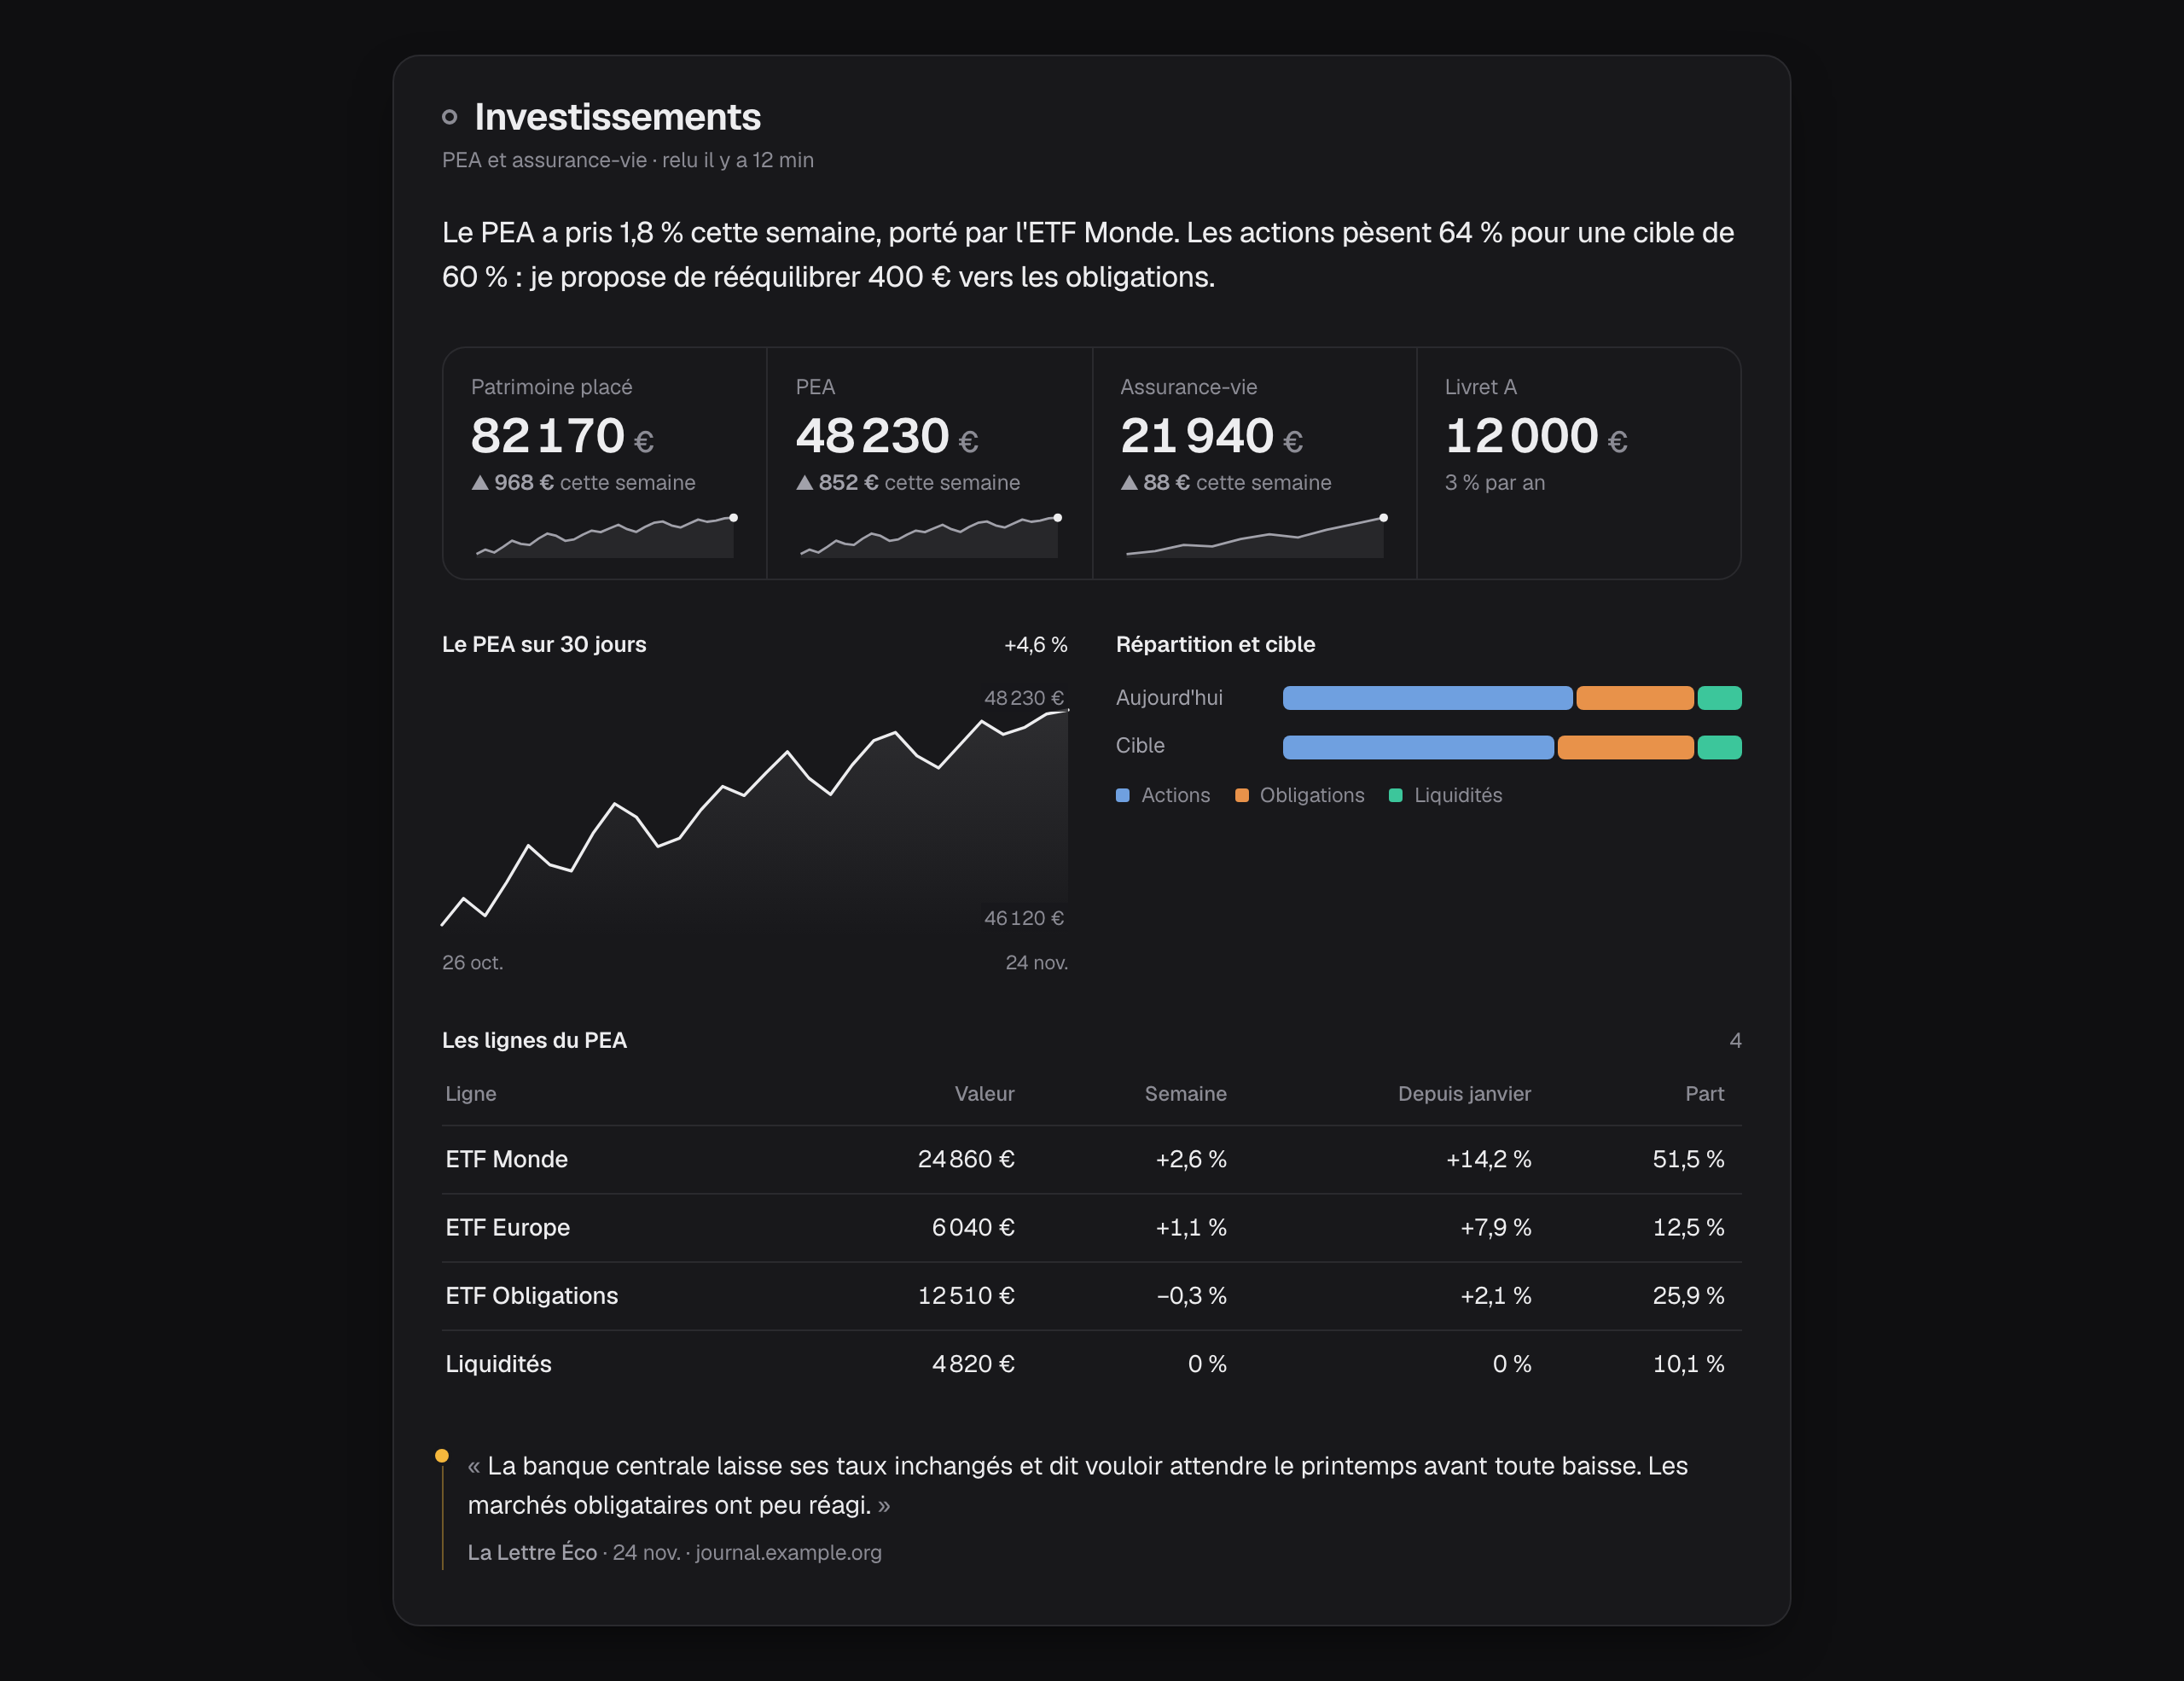 Investissements
PEA et assurance-vie · relu il y a 12 min
Le PEA a pris 1,8 % cette semaine, porté par l'ETF Monde. Les actions pèsent 64 % pour une cible de
60 % : je propose de rééquilibrer 400 € vers les obligations.
Patrimoine placé
82 170 €
▲ 968 € cette semaine
PEA
48 230 €
▲ 852 € cette semaine
Assurance-vie
21 940 €
▲ 88 € cette semaine
Livret A
12 000 €
3 % par an
Le PEA sur 30 jours +4,6 %
48 230 €
46 120 €
26 oct. 24 nov.
Répartition et cible
Aujourd'hui
Cible
Actions Obligations Liquidités
Les lignes du PEA 4
Ligne Valeur Semaine Depuis janvier Part
ETF Monde 24 860 € +2,6 % +14,2 % 51,5 %
ETF Europe 6 040 € +1,1 % +7,9 % 12,5 %
ETF Obligations 12 510 € −0,3 % +2,1 % 25,9 %
Liquidités 4 820 € 0 % 0 % 10,1 %
« La banque centrale laisse ses taux inchangés et dit vouloir attendre le printemps avant toute baisse. Les
marchés obligataires ont peu réagi. »
La Lettre Éco · 24 nov. · journal.example.org